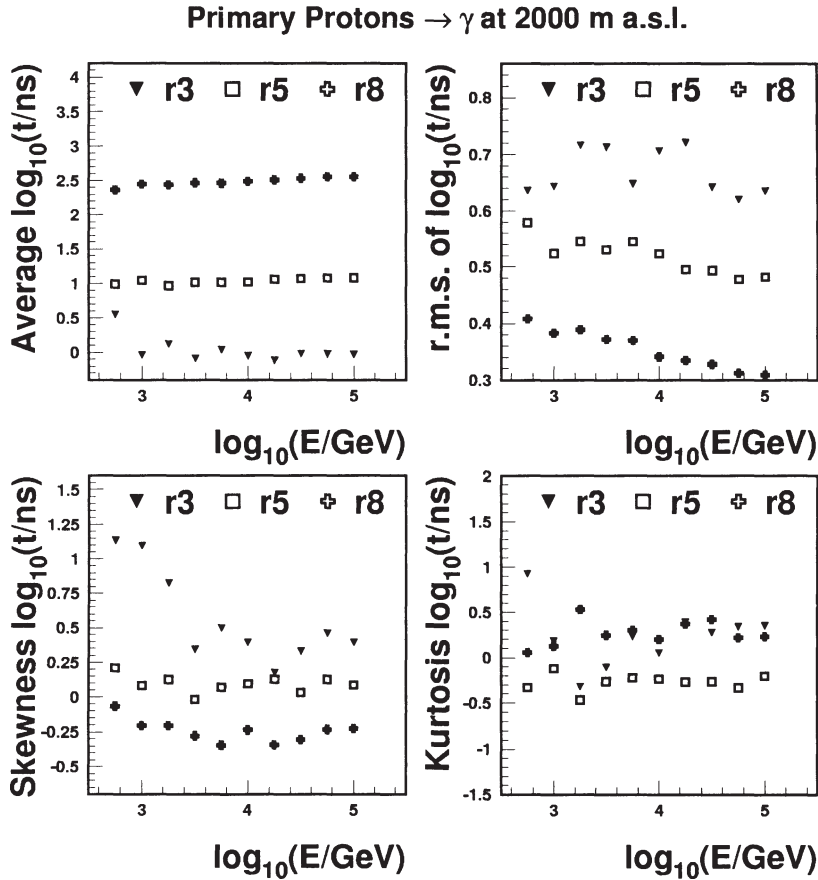 Primary Protons → γ at 2000 m a.s.l.
Average log10(t/ns)
4
3.5
3
2.5
2
1.5
1
0.5
0
r3 r5 r8
3 4 5
log10(E/GeV)
r.m.s. of log10(t/ns)
0.8
0.7
0.6
0.5
0.4
0.3
r3 r5 r8
3 4 5
log10(E/GeV)
Skewness log10(t/ns)
1.5
1.25
1
0.75
0.5
0.25
0
-0.25
-0.5
r3 r5 r8
3 4 5
log10(E/GeV)
Kurtosis log10(t/ns)
2
1.5
1
0.5
0
-0.5
-1
-1.5
r3 r5 r8
3 4 5
log10(E/GeV)